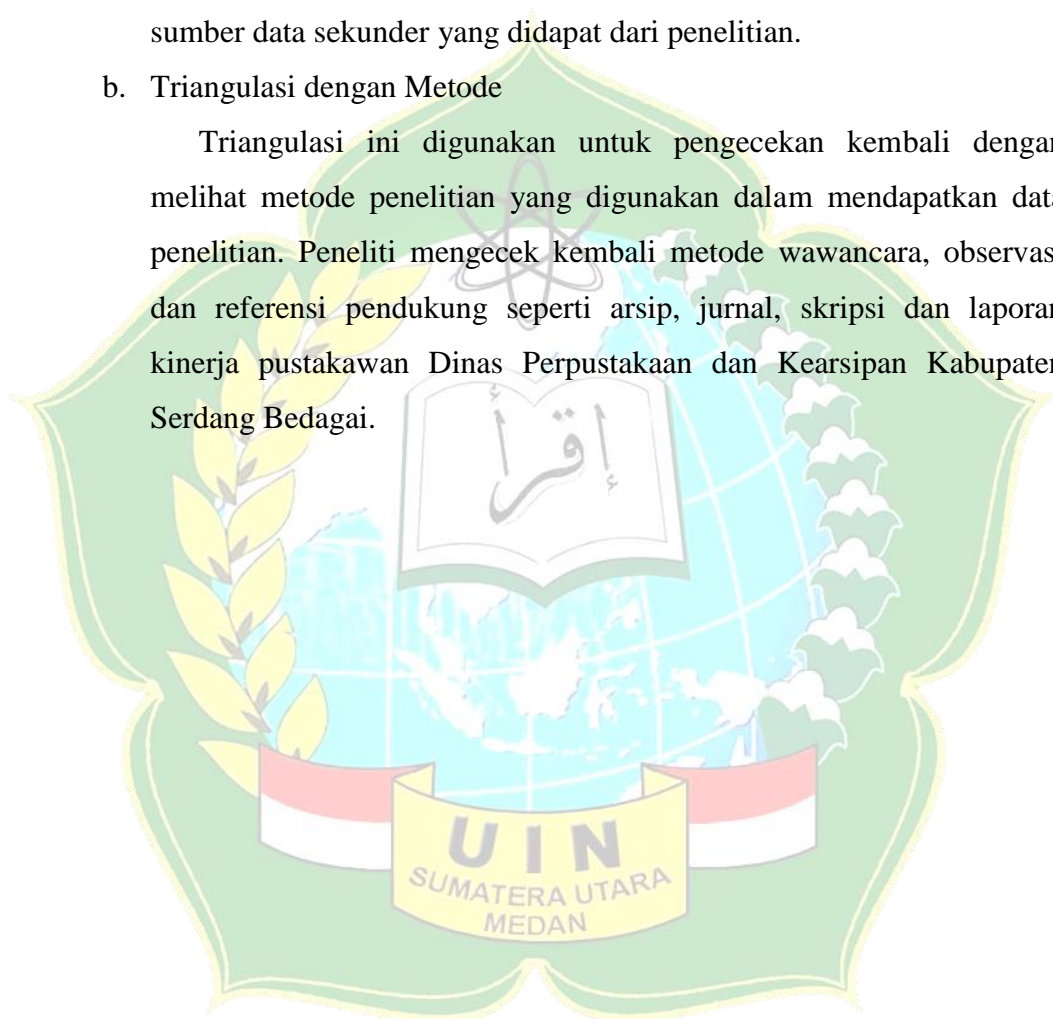 sumber data sekunder yang didapat dari penelitian.
b. Triangulasi dengan Metode
Triangulasi ini digunakan untuk pengecekan kembali dengan
melihat metode penelitian yang digunakan dalam mendapatkan data
penelitian. Peneliti mengecek kembali metode wawancara, observasi
dan referensi pendukung seperti arsip, jurnal, skripsi dan laporan
kinerja pustakawan Dinas Perpustakaan dan Kearsipan Kabupaten
Serdang Bedagai.
إقرأ
UIN
SUMATERA UTARA
MEDAN